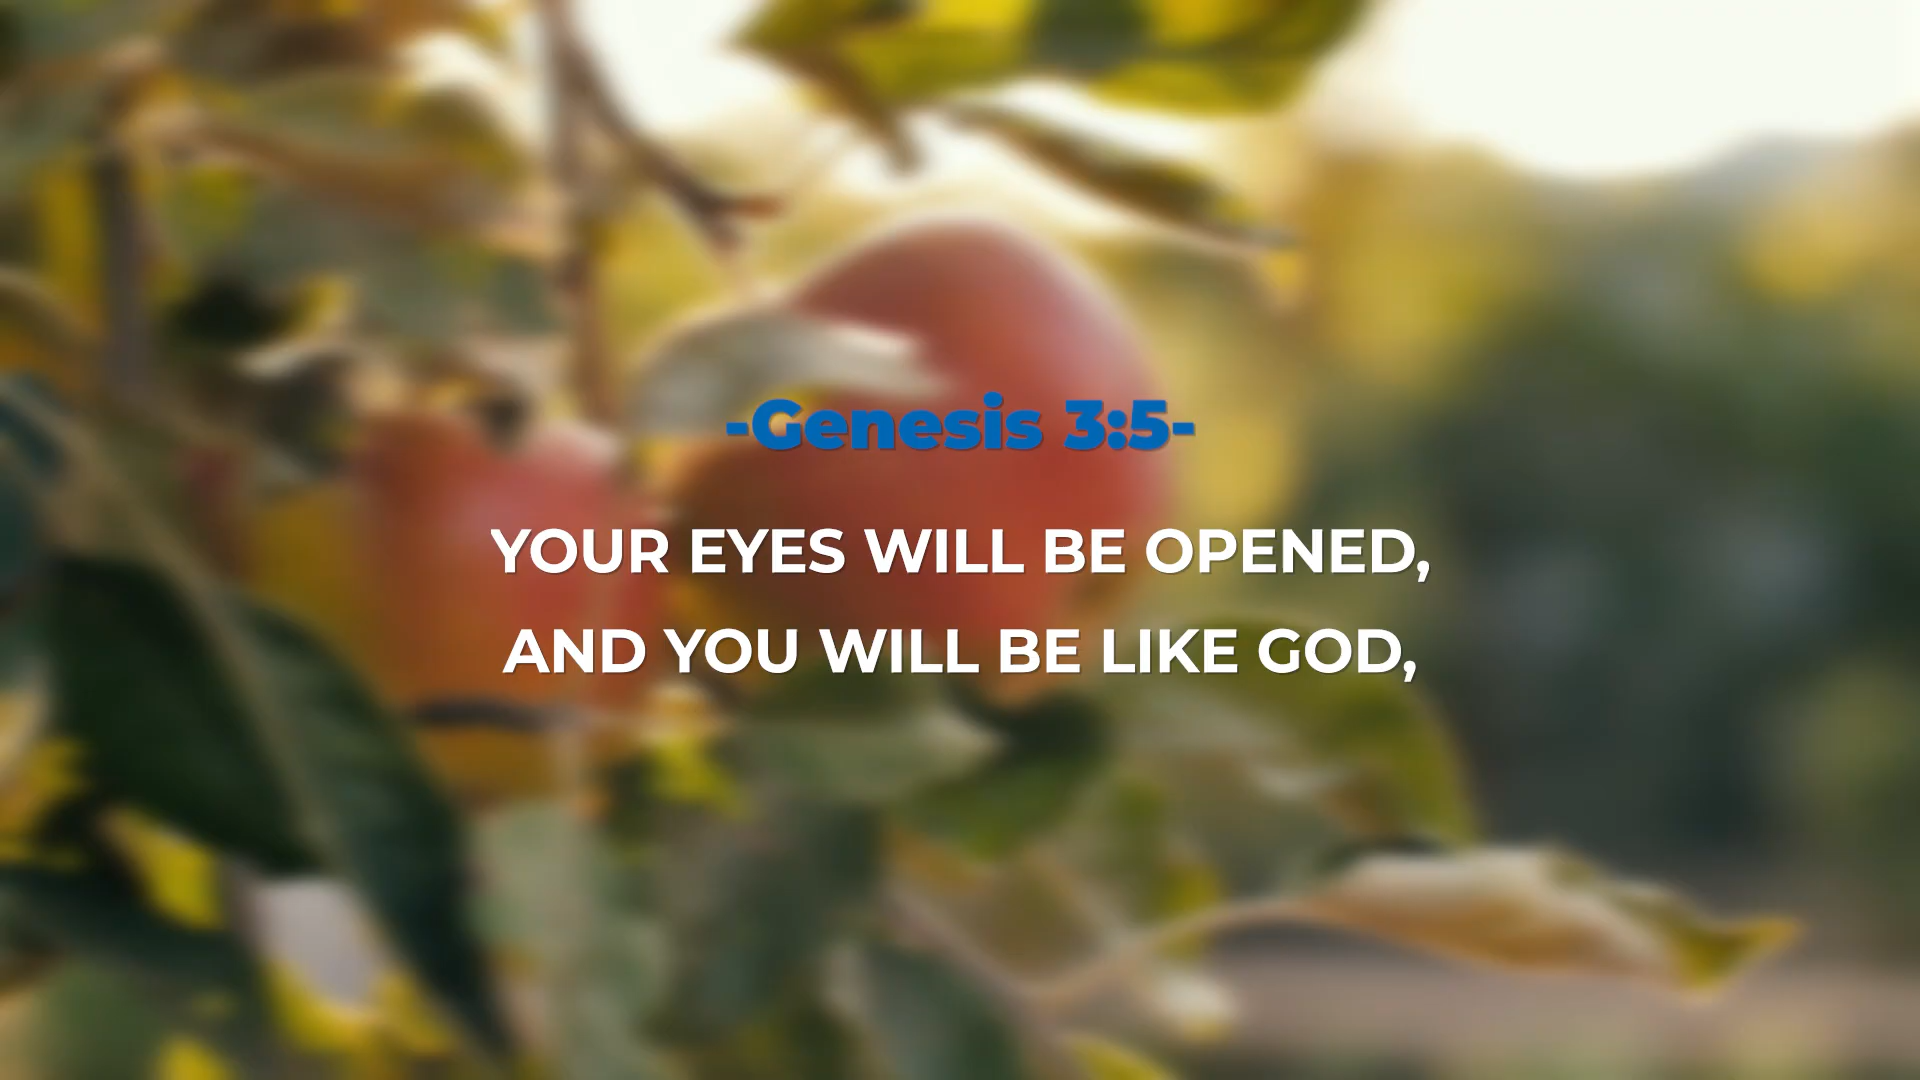 -Genesis 3:5-
YOUR EYES WILL BE OPENED,
AND YOU WILL BE LIKE GOD,